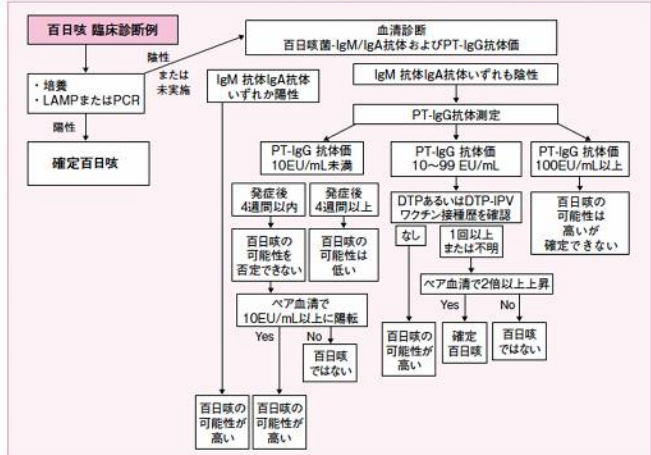 百日咳 臨床診断例
血清診断
百日咳菌-IgM/IgA抗体およびPT-IgG抗体価
陰性
または
未実施
・培養
・LAMPまたはPCR
陽性
確定百日咳
IgM 抗体IgA抗体
いずれか陽性
IgM 抗体IgA抗体いずれも陰性
PT-IgG抗体測定
PT-IgG 抗体価
10EU/mL未満
PT-IgG 抗体価
10～99 EU/mL
PT-IgG 抗体価
100EU/mL以上
発症後
4週間以内
発症後
4週間以上
DTPあるいはDTP-IPV
ワクチン接種歴を確認
百日咳の
可能性は
高いが
確定できない
百日咳の
可能性を
否定できない
百日咳の
可能性は
低い
なし
1回以上
または不明
ペア血清で
10EU/mL以上に陽転
ペア血清で2倍以上上昇
Yes
No
Yes
No
百日咳
ではない
百日咳の
可能性が
高い
確定
百日咳
百日咳
ではない
百日咳の
可能性が
高い
百日咳の
可能性が
高い